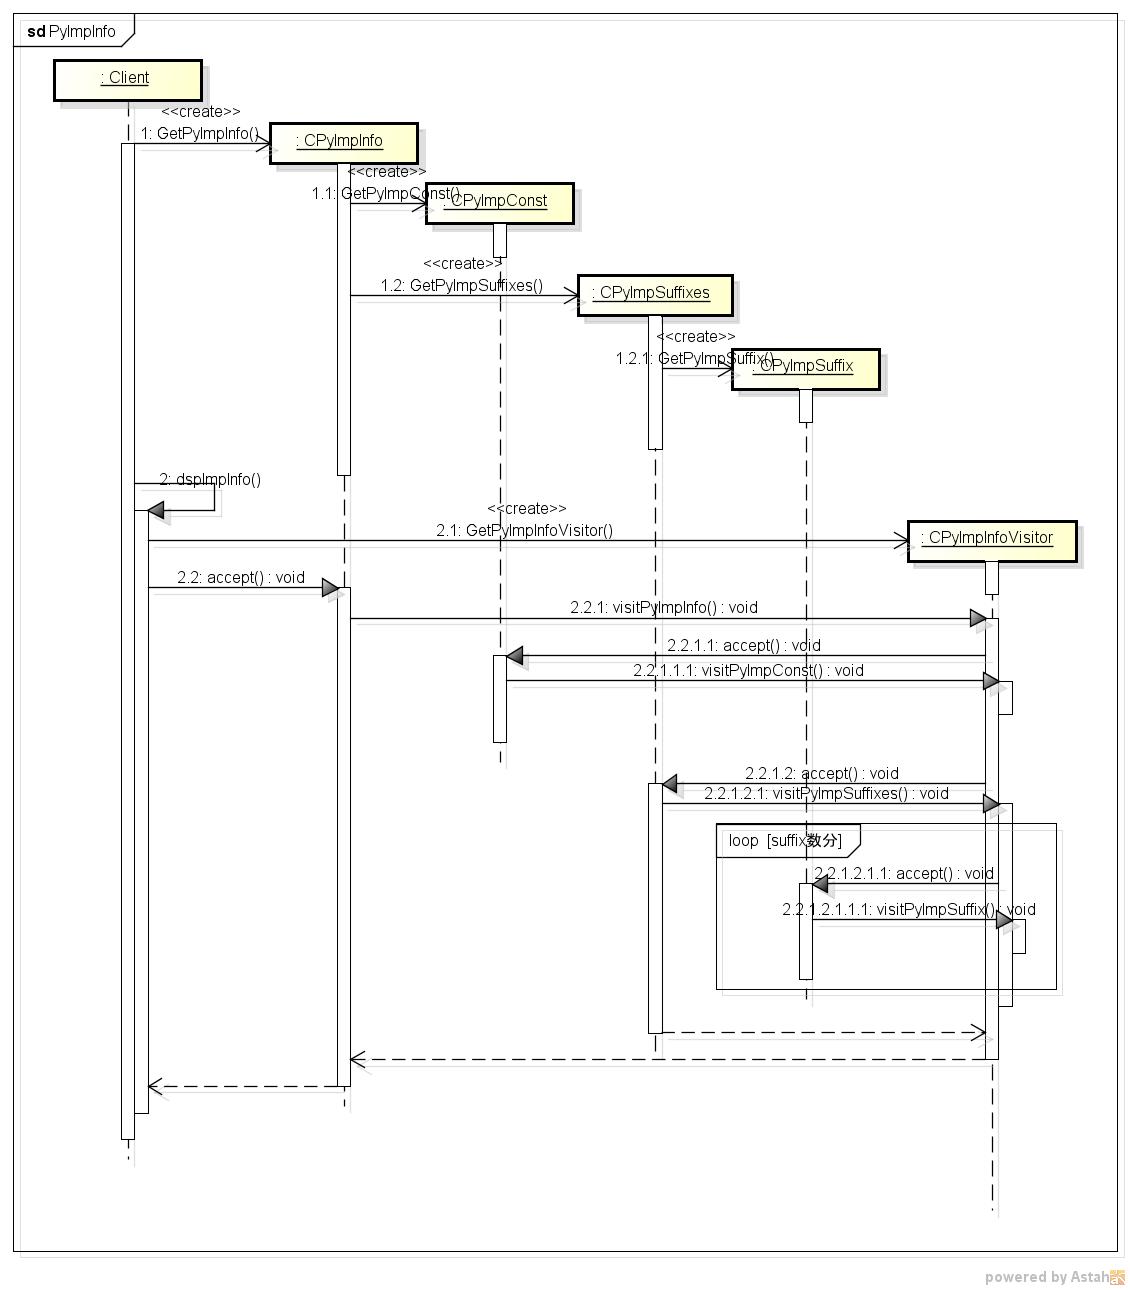 sd PyImpInfo
: Client
<<create>>
1: GetPyImpInfo()
: CPyImpInfo
<<create>>
1.1: GetPyImpConst()
: CPyImpConst
<<create>>
1.2: GetPyImpSuffixes()
: CPyImpSuffixes
<<create>>
1.2.1: GetPyImpSuffix()
: CPyImpSuffix
2: dspImpInfo()
<<create>>
2.1: GetPyImpInfoVisitor()
: CPyImpInfoVisitor
2.2: accept() : void
2.2.1: visitPyImpInfo() : void
2.2.1.1: accept() : void
2.2.1.1.1: visitPyImpConst() : void
2.2.1.2: accept() : void
2.2.1.2.1: visitPyImpSuffixes() : void
loop [suffix数分]
2.2.1.2.1.1: accept() : void
2.2.1.2.1.1.1: visitPyImpSuffix() : void
powered by Astah